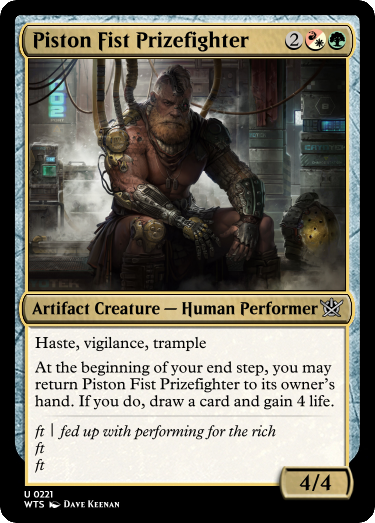 Piston Fist Prizefighter 2
Artifact Creature — Human Performer
Haste, vigilance, trample
At the beginning of your end step, you may
return Piston Fist Prizefighter to its owner's
hand. If you do, draw a card and gain 4 life.
ft | fed up with performing for the rich
ft
ft
4/4
U 0221
WTS Dave Keenan